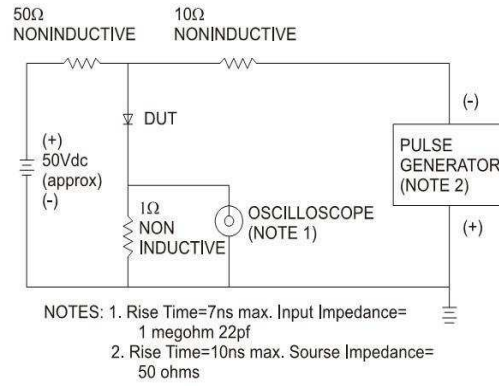 50Ω
NONINDUCTIVE
10Ω
NONINDUCTIVE
(+)
50Vdc
(approx)
(-)
DUT
1Ω
NON
INDUCTIVE
OSCILLOSCOPE
(NOTE 1)
(-)
PULSE
GENERATOR
(NOTE 2)
(+)
NOTES: 1. Rise Time=7ns max. Input Impedance=
1 megohm 22pf
2. Rise Time=10ns max. Sourse Impedance=
50 ohms